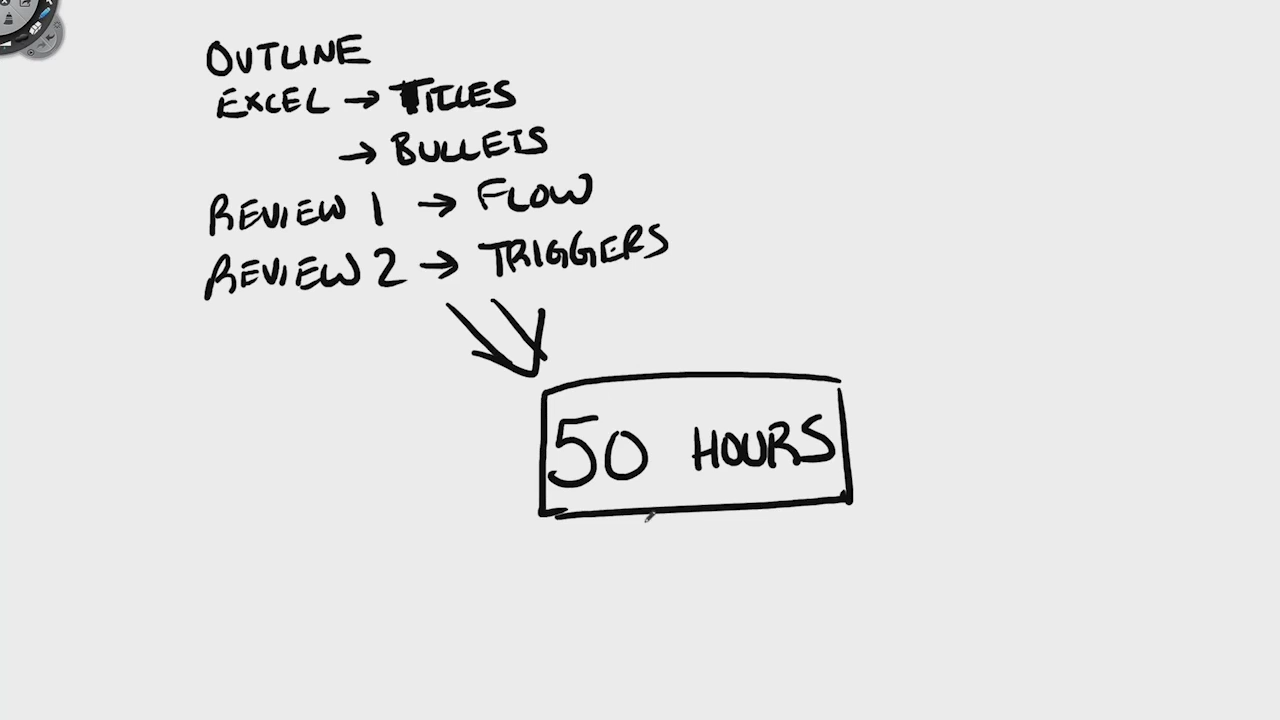 OUTLINE
EXCEL → TITLES
→ BULLETS
REVIEW 1 → FLOW
REVIEW 2 → TRIGGERS
50 HOURS